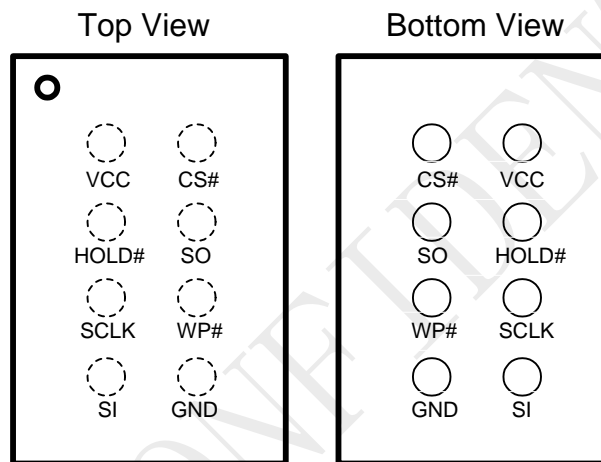 Top View Bottom View
VCC CS# CS# VCC
HOLD# SO SO HOLD#
SCLK WP# WP# SCLK
SI GND GND SI